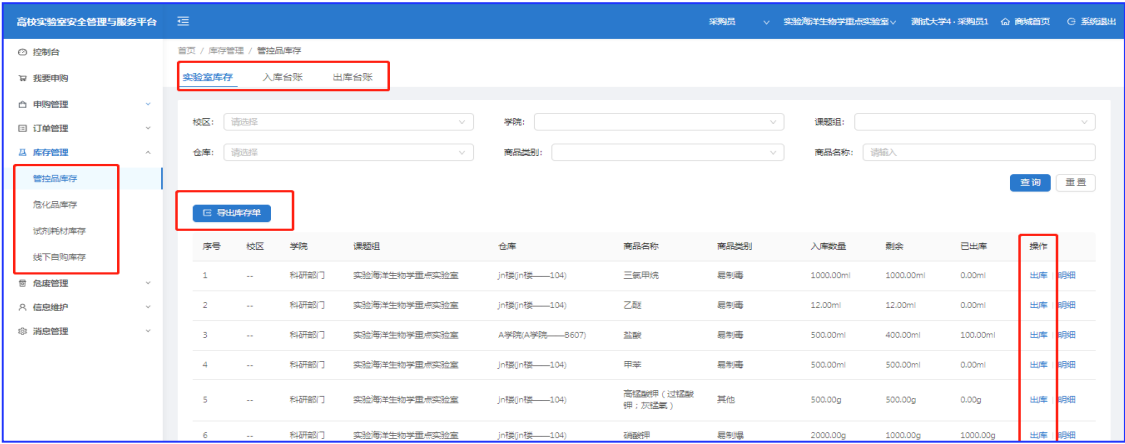 高校实验室安全管理与服务平台 采购员 实验海洋生物学重点实验室 测试大学4 - 采购员1 商城首页 系统退出
控制台
我要申购
申购管理
订单管理
库存管理
管控品库存
危化品库存
试剂耗材库存
线下自购库存
危废管理
信息维护
消息管理
首页 / 库存管理 / 管控品库存
实验室库存 入库台账 出库台账
校区: 请选择 学院: 课题组:
仓库: 请选择 商品类别: 商品名称: 请输入
查询 重置
导出库存单
序号 校区 学院 课题组 仓库 商品名称 商品类别 入库数量 剩余 已出库 操作
1 -- 科研部门 实验海洋生物学重点实验室 jn楼(jn楼——104) 三氯甲烷 易制毒 1000.00ml 1000.00ml 0.00ml 出库 明细
2 -- 科研部门 实验海洋生物学重点实验室 jn楼(jn楼——104) 乙醚 易制毒 12.00ml 12.00ml 0.00ml 出库 明细
3 -- 科研部门 实验海洋生物学重点实验室 A学院(A学院——B607) 盐酸 易制毒 500.00ml 400.00ml 100.00ml 出库 明细
4 -- 科研部门 实验海洋生物学重点实验室 jn楼(jn楼——104) 甲苯 易制毒 500.00ml 500.00ml 0.00ml 出库 明细
5 -- 科研部门 实验海洋生物学重点实验室 jn楼(jn楼——104) 高锰酸钾（过锰酸 其他 500.00g 500.00g 0.00g 出库 明细
钾；灰锰氧）
6 -- 科研部门 实验海洋生物学重点实验室 jn楼(jn楼——104) 硝酸钾 易制爆 2000.00g 1000.00g 1000.00g 出库 明细